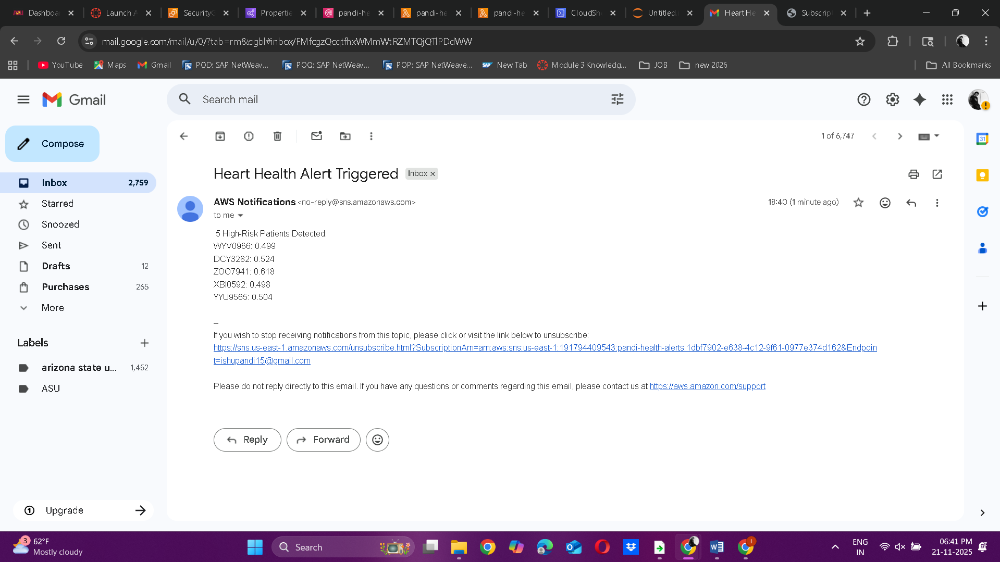 Dashboa
Launch A
SecurityG
Propertie
pandi-he
pandi-he
pandi-he
CloudSh
Untitled.
Heart He
Subscrip
mail.google.com/mail/u/0/?tab=rm&ogbl#inbox/FMfcgzQcqtfhxWMmWtRZMTQjQTlPDdWW
YouTube
Maps
Gmail
POD: SAP NetWeav...
POQ: SAP NetWeav...
POP: SAP NetWeave...
New Tab
Module 3 Knowledg...
JOB
new 2026
All Bookmarks
Gmail
Search mail
Compose
Inbox 2,759
Starred
Snoozed
Sent
Drafts 12
Purchases 265
More
Labels
arizona state u... 1,452
ASU
Upgrade
1 of 6,747
31
Heart Health Alert Triggered
Inbox ×
AWS Notifications <no-reply@sns.amazonaws.com>
18:40 (1 minute ago)
to me
5 High-Risk Patients Detected:
WYV0966: 0.499
DCY3282: 0.524
ZOO7941: 0.618
XBI0592: 0.498
YYU9565: 0.504
--
If you wish to stop receiving notifications from this topic, please click or visit the link below to unsubscribe:
https://sns.us-east-1.amazonaws.com/unsubscribe.html?SubscriptionArn=arn:aws:sns:us-east-1:191794409543:pandi-health-alerts:1dbf7902-e638-4c12-9f61-0977e374d162&Endpoin
t=ishupandi15@gmail.com
Please do not reply directly to this email. If you have any questions or comments regarding this email, please contact us at https://aws.amazon.com/support
Reply
Forward
3
62°F
Mostly cloudy
Search
ENG
IN
06:41 PM
21-11-2025